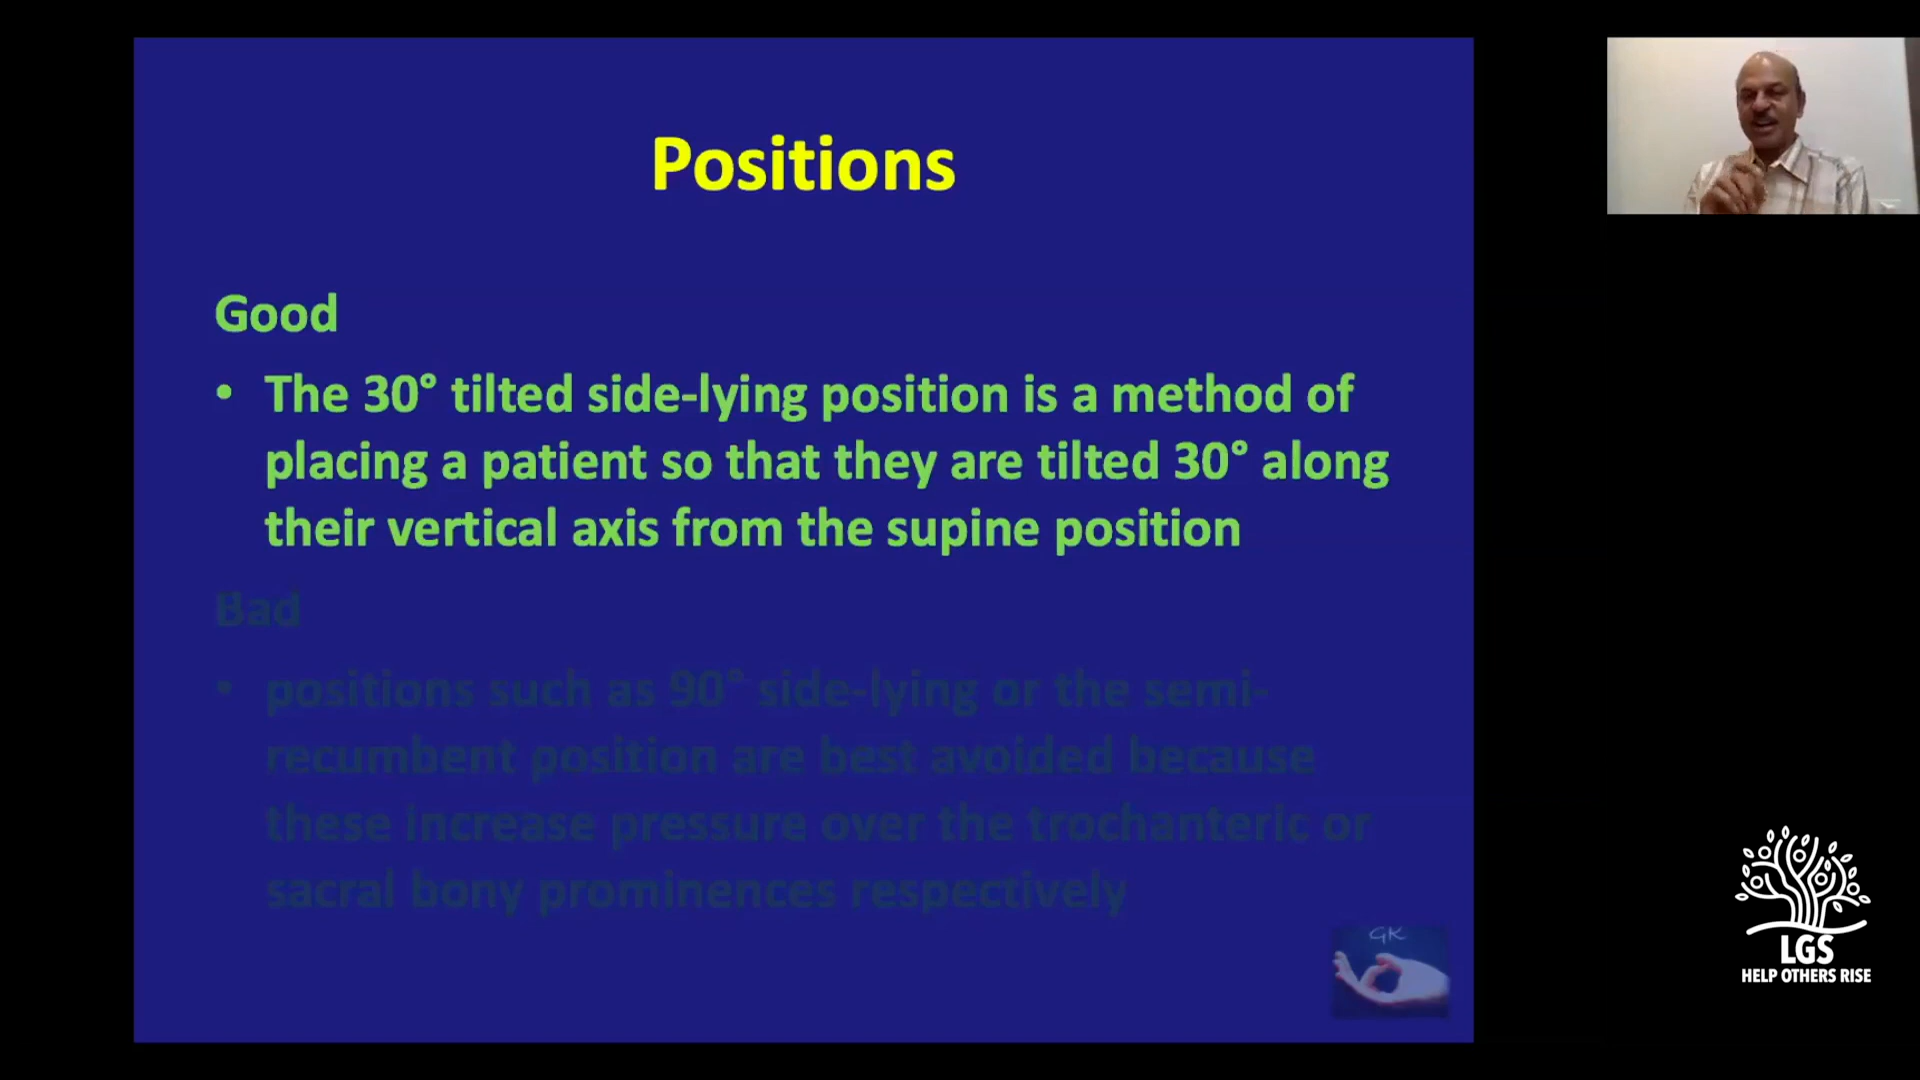 Positions
Good
• The 30° tilted side-lying position is a method of
placing a patient so that they are tilted 30° along
their vertical axis from the supine position
Bad
• positions such as 90° side-lying or the semi-
recumbent position are best avoided because
these increase pressure over the trochanteric or
sacral bony prominences respectively
GK
LGS
HELP OTHERS RISE